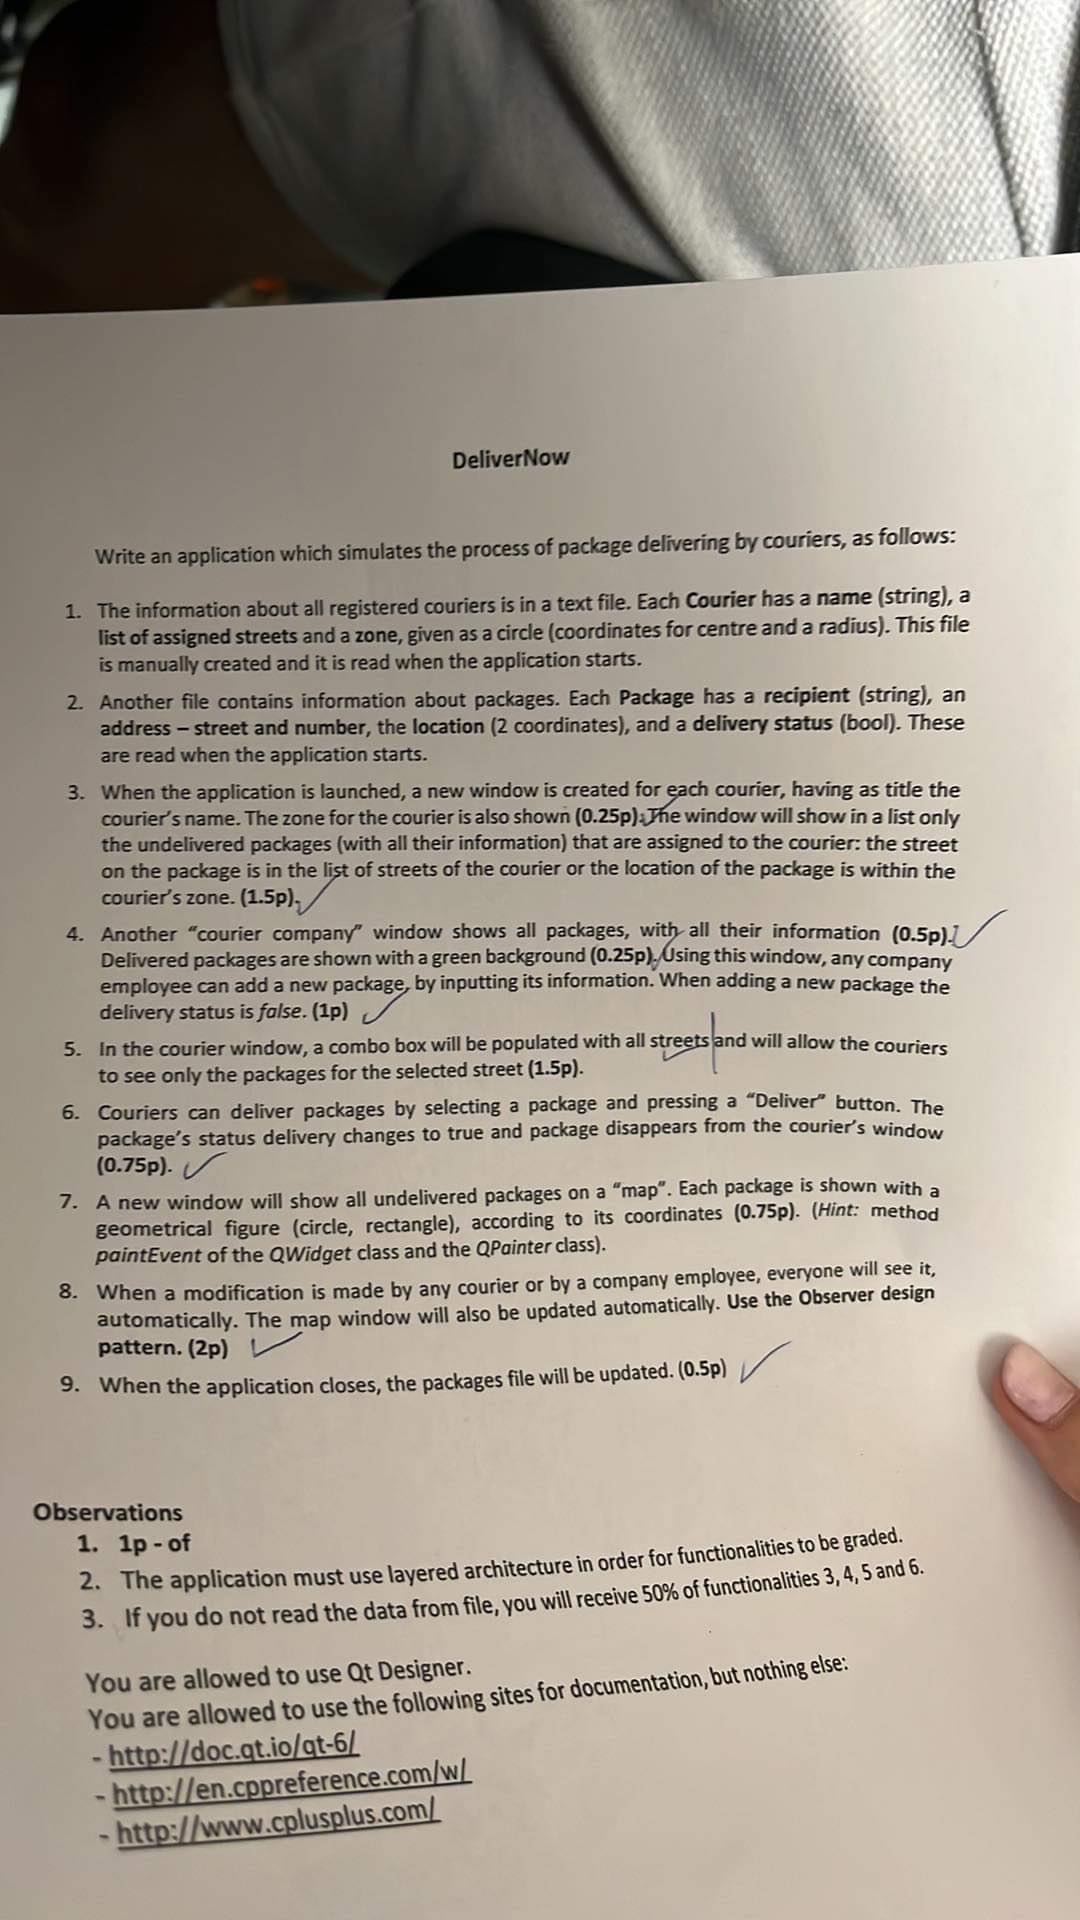 DeliverNow
Write an application which simulates the process of package delivering by couriers, as follows:
1. The information about all registered couriers is in a text file. Each Courier has a name (string), a
list of assigned streets and a zone, given as a circle (coordinates for centre and a radius). This file
is manually created and it is read when the application starts.
2. Another file contains information about packages. Each Package has a recipient (string), an
address – street and number, the location (2 coordinates), and a delivery status (bool). These
are read when the application starts.
3. When the application is launched, a new window is created for each courier, having as title the
courier's name. The zone for the courier is also shown (0.25p). The window will show in a list only
the undelivered packages (with all their information) that are assigned to the courier: the street
on the package is in the list of streets of the courier or the location of the package is within the
courier's zone. (1.5p).
4. Another "courier company" window shows all packages, with all their information (0.5p).
Delivered packages are shown with a green background (0.25p). Using this window, any company
employee can add a new package, by inputting its information. When adding a new package the
delivery status is false. (1p)
5. In the courier window, a combo box will be populated with all streets and will allow the couriers
to see only the packages for the selected street (1.5p).
6. Couriers can deliver packages by selecting a package and pressing a "Deliver" button. The
package's status delivery changes to true and package disappears from the courier's window
(0.75p).
7. A new window will show all undelivered packages on a "map". Each package is shown with a
geometrical figure (circle, rectangle), according to its coordinates (0.75p). (Hint: method
paintEvent of the QWidget class and the QPainter class).
8. When a modification is made by any courier or by a company employee, everyone will see it,
automatically. The map window will also be updated automatically. Use the Observer design
pattern. (2p)
9. When the application closes, the packages file will be updated. (0.5p)
Observations
1. 1p - of
2. The application must use layered architecture in order for functionalities to be graded.
3. If you do not read the data from file, you will receive 50% of functionalities 3, 4, 5 and 6.
You are allowed to use Qt Designer.
You are allowed to use the following sites for documentation, but nothing else:
- http://doc.qt.io/qt-6/
- http://en.cppreference.com/w/
- http://www.cplusplus.com/